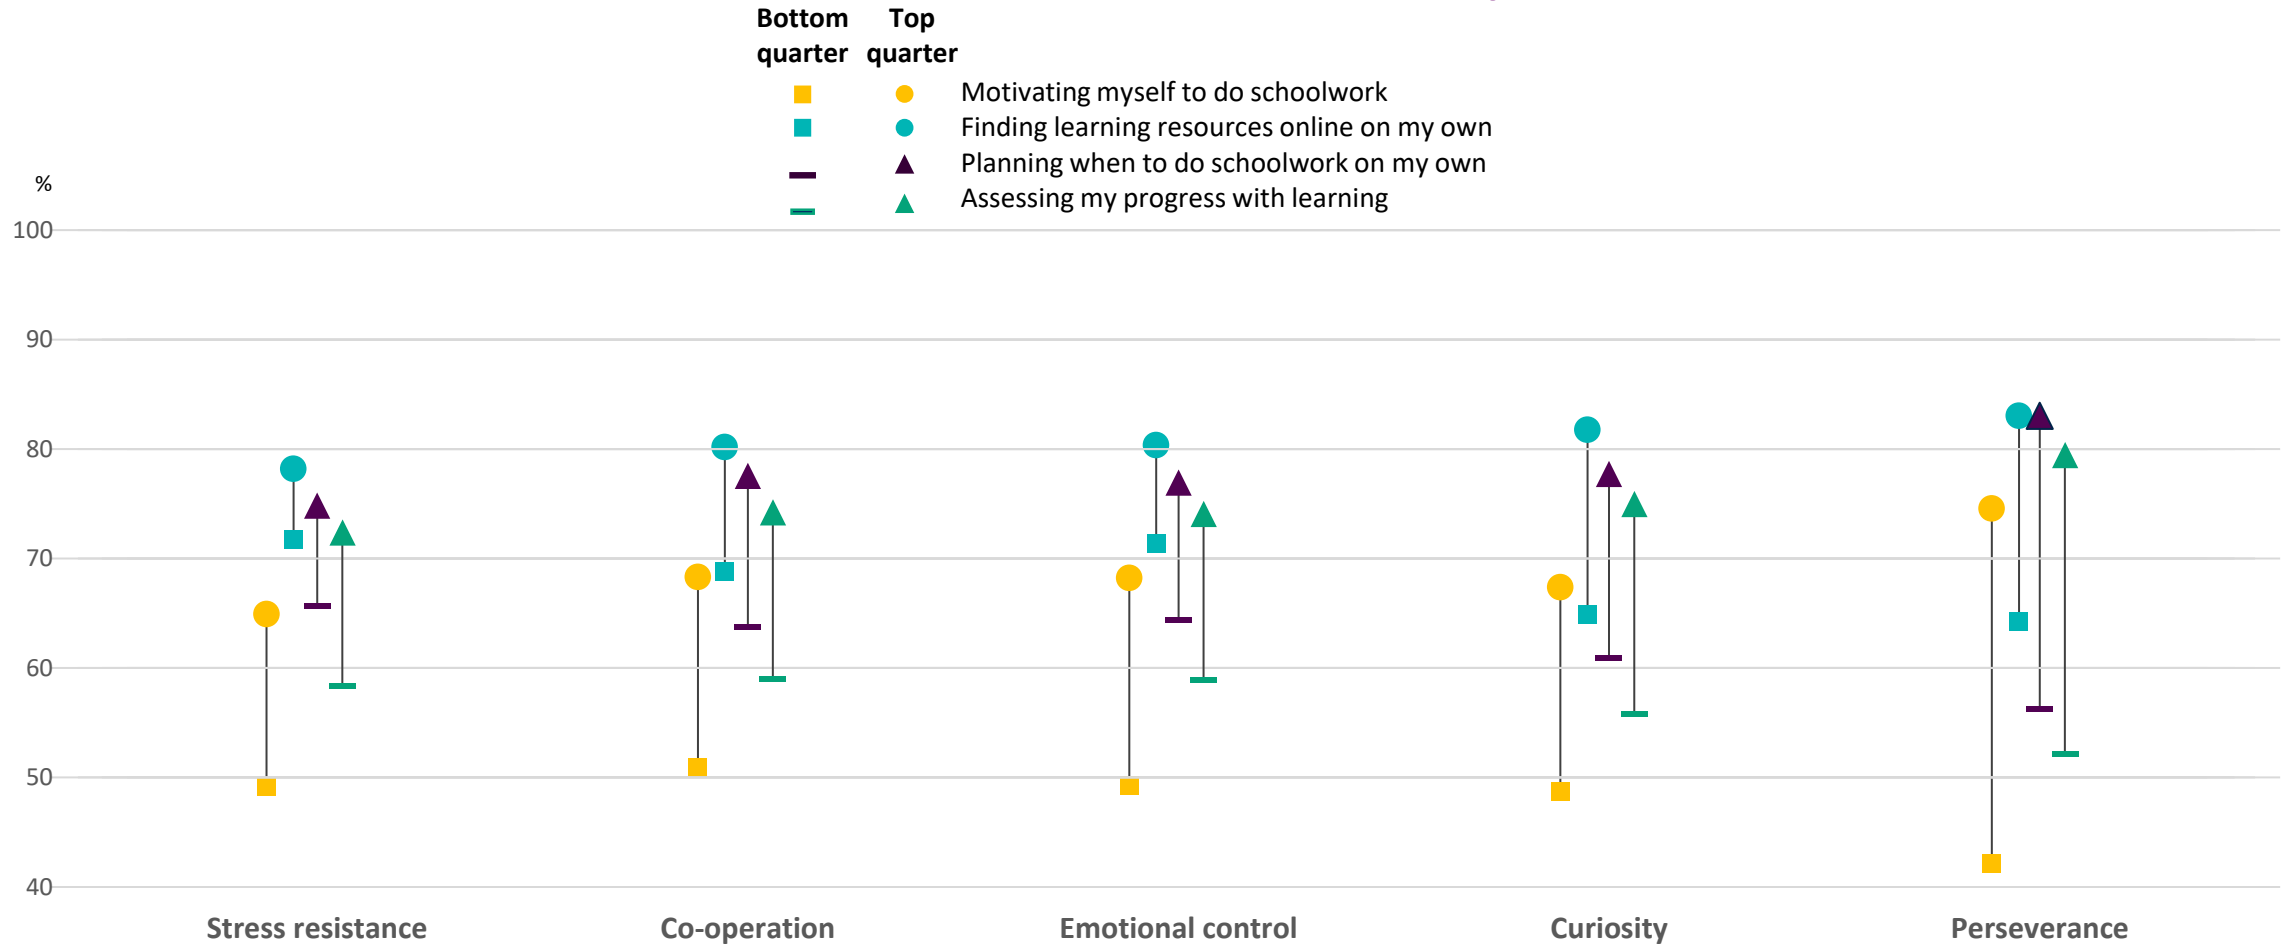 Bottom Top
quarter quarter
Motivating myself to do schoolwork
Finding learning resources online on my own
Planning when to do schoolwork on my own
Assessing my progress with learning
%
100
90
80
70
60
50
40
Stress resistance Co-operation Emotional control Curiosity Perseverance